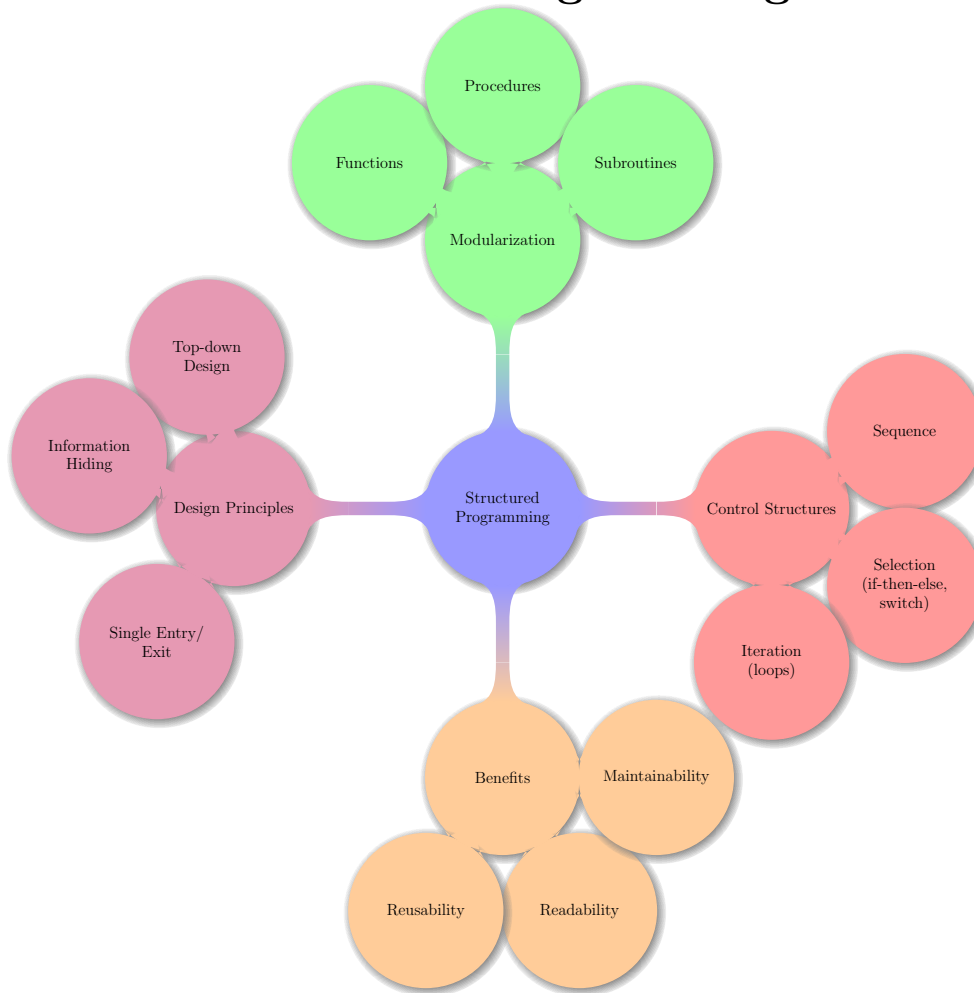 Procedures
Functions
Subroutines
Modularization
Top-down
Design
Information
Hiding
Design Principles
Single Entry/
Exit
Structured
Programming
Sequence
Control Structures
Selection
(if-then-else,
switch)
Iteration
(loops)
Benefits
Maintainability
Reusability
Readability